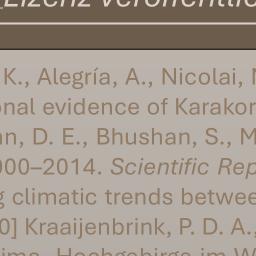 Lizenz veröffentlic
K., Alegría, A., Nicolai,
onal evidence of Karakor
nn, D. E., Bhushan, S., M
000–2014. Scientific Rep
g climatic trends betwee
0] Kraaijenbrink, P. D. A.,
Hochgebirge im W